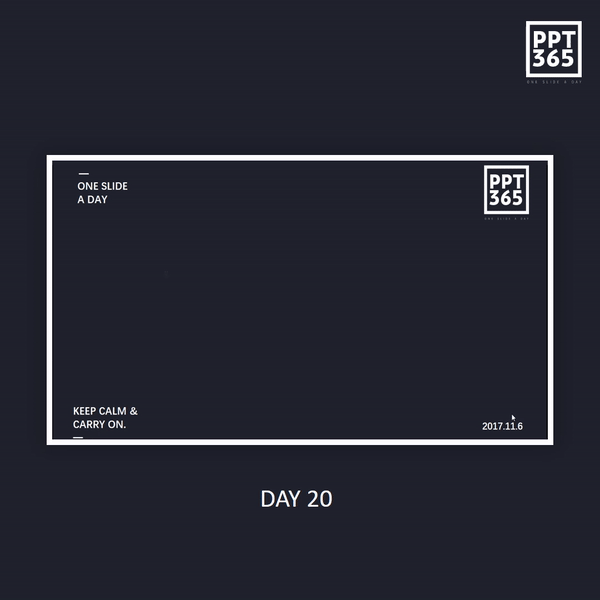 PPT
365
ONE SLIDE A DAY
ONE SLIDE
A DAY
PPT
365
ONE SLIDE A DAY
KEEP CALM &
CARRY ON.
2017.11.6
DAY 20